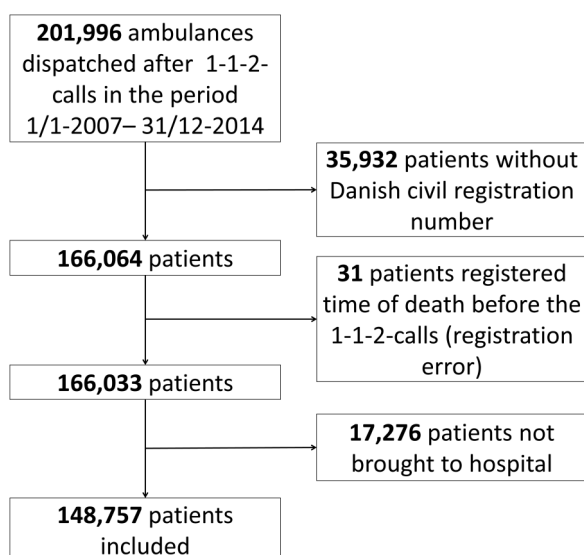 201,996 ambulances
dispatched after 1-1-2-
calls in the period
1/1-2007– 31/12-2014
35,932 patients without
Danish civil registration
number
166,064 patients
31 patients registered
time of death before the
1-1-2-calls (registration
error)
166,033 patients
17,276 patients not
brought to hospital
148,757 patients
included